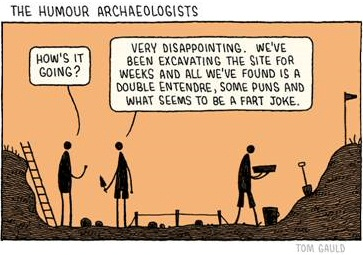 THE HUMOUR ARCHAEOLOGISTS
HOW'S IT
GOING?
VERY DISAPPOINTING. WE'VE
BEEN EXCAVATING THE SITE FOR
WEEKS AND ALL WE'VE FOUND IS A
DOUBLE ENTENDRE, SOME PUNS AND
WHAT SEEMS TO BE A FART JOKE.
TOM GAULD